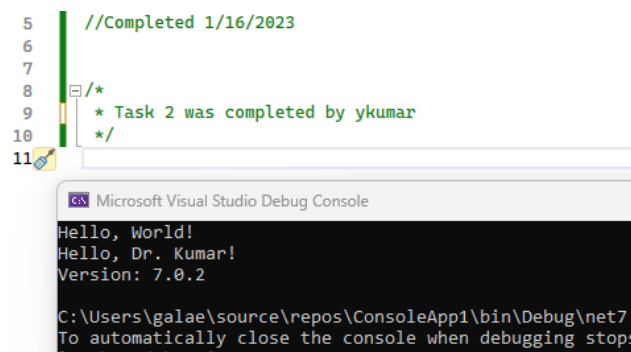 5 //Completed 1/16/2023
6
7
8 /*
9 * Task 2 was completed by ykumar
10 */
11
Microsoft Visual Studio Debug Console
Hello, World!
Hello, Dr. Kumar!
Version: 7.0.2
C:\Users\galae\source\repos\ConsoleApp1\bin\Debug\net7
To automatically close the console when debugging stops